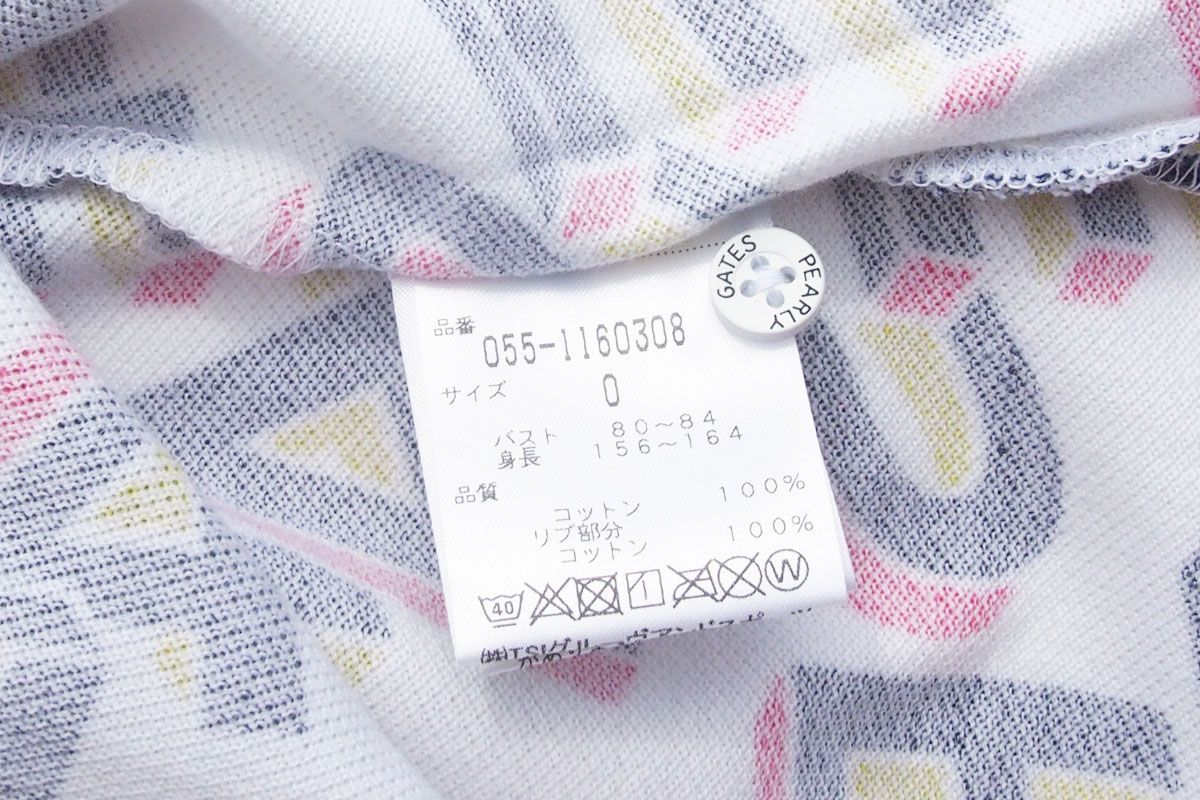 PEARLY GATES
品番 055-1160308
サイズ 0
バスト 80～84
身長 156～164
品質
コットン 100%
リブ部分
コットン 100%
40 W